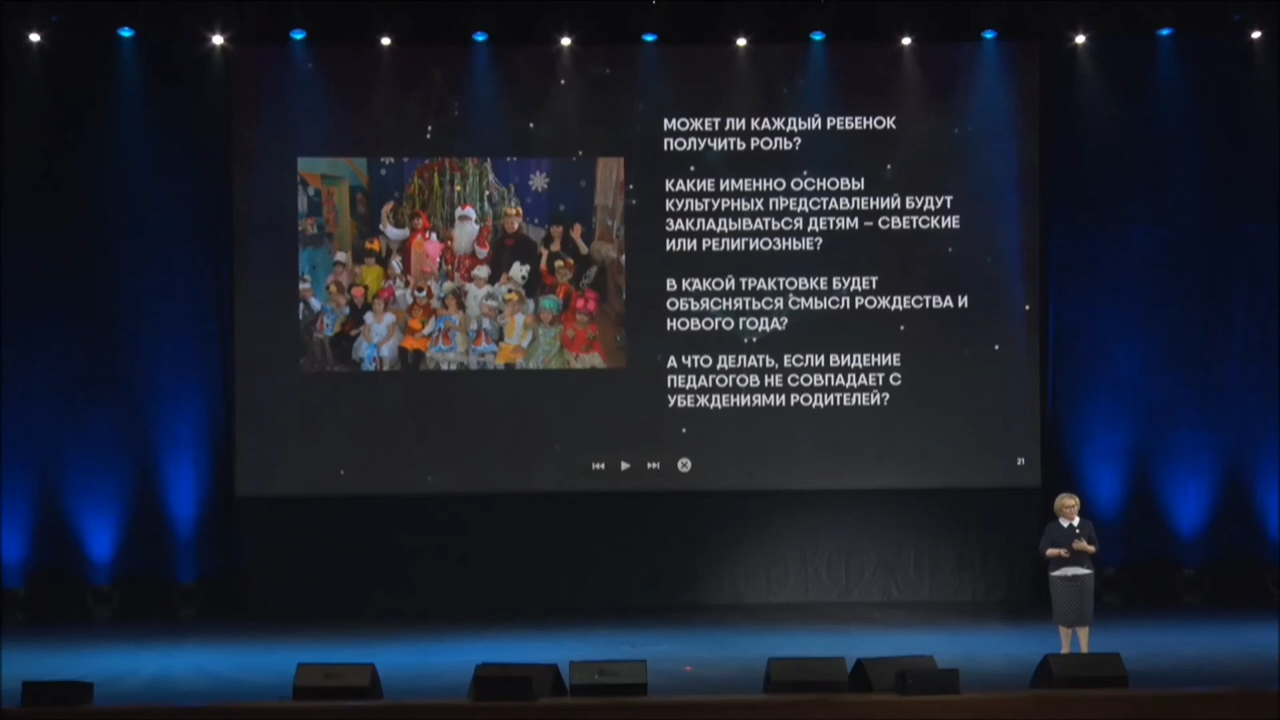 МОЖЕТ ЛИ КАЖДЫЙ РЕБЕНОК
ПОЛУЧИТЬ РОЛЬ?
КАКИЕ ИМЕННО ОСНОВЫ
КУЛЬТУРНЫХ ПРЕДСТАВЛЕНИЙ БУДУТ
ЗАКЛАДЫВАТЬСЯ ДЕТЯМ – СВЕТСКИЕ
ИЛИ РЕЛИГИОЗНЫЕ?
В КАКОЙ ТРАКТОВКЕ БУДЕТ
ОБЪЯСНЯТЬСЯ СМЫСЛ РОЖДЕСТВА И
НОВОГО ГОДА?
А ЧТО ДЕЛАТЬ, ЕСЛИ ВИДЕНИЕ
ПЕДАГОГОВ НЕ СОВПАДАЕТ С
УБЕЖДЕНИЯМИ РОДИТЕЛЕЙ?
21